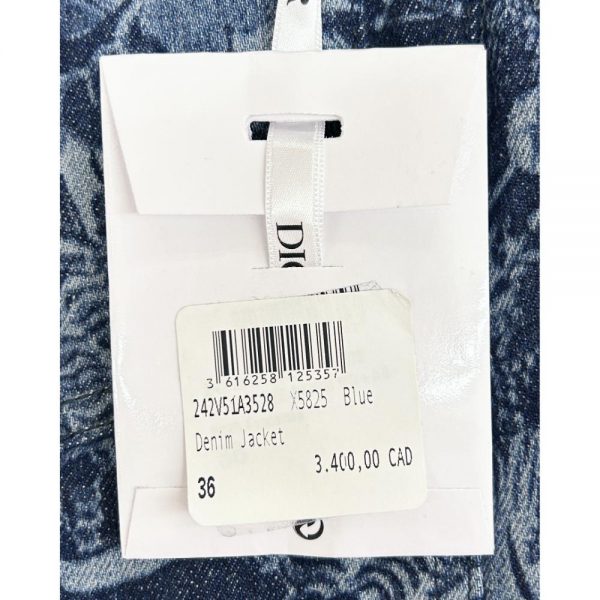 R
DIO
3 616258 125357
242V51A3528 X5825 Blue
Denim Jacket
36 3.400,00 CAD